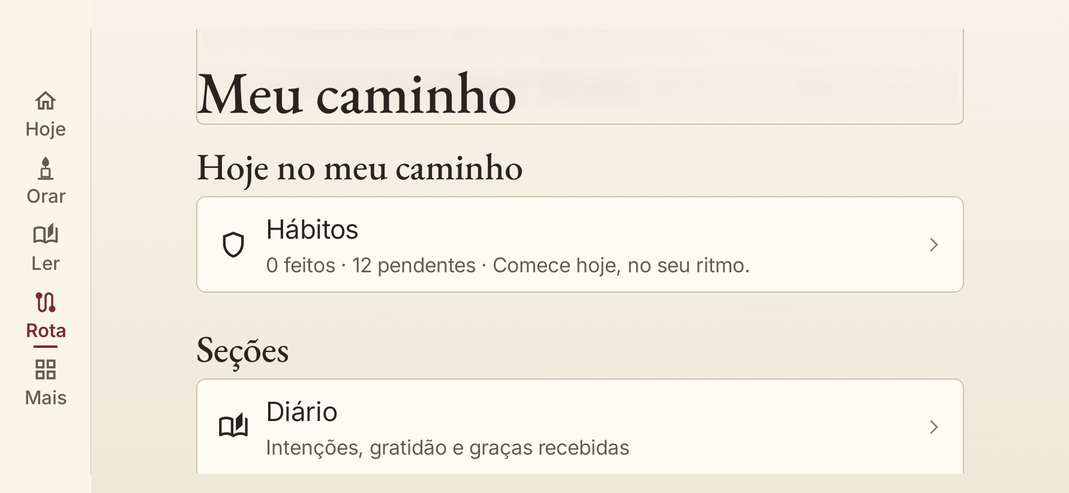 Hoje
Orar
Ler
Rota
Mais
Meu caminho
Hoje no meu caminho
Hábitos
0 feitos · 12 pendentes · Comece hoje, no seu ritmo.
Seções
Diário
Intenções, gratidão e graças recebidas